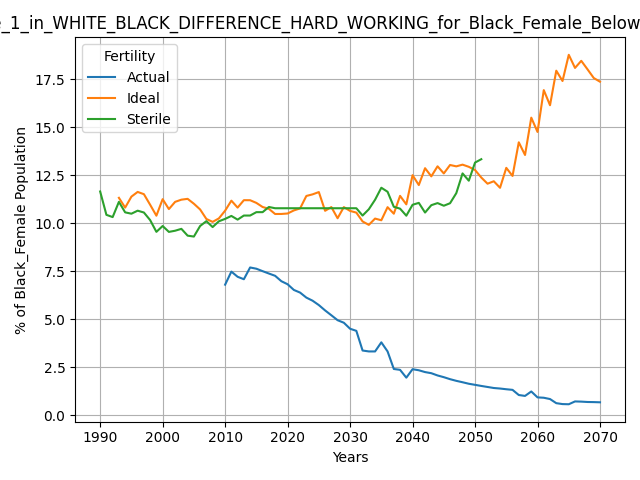 _1_in_WHITE_BLACK_DIFFERENCE_HARD_WORKING_for_Black_Female_Below
Fertility
Actual
Ideal
Sterile
% of Black_Female Population
17.5
15.0
12.5
10.0
7.5
5.0
2.5
0.0
1990 2000 2010 2020 2030 2040 2050 2060 2070
Years